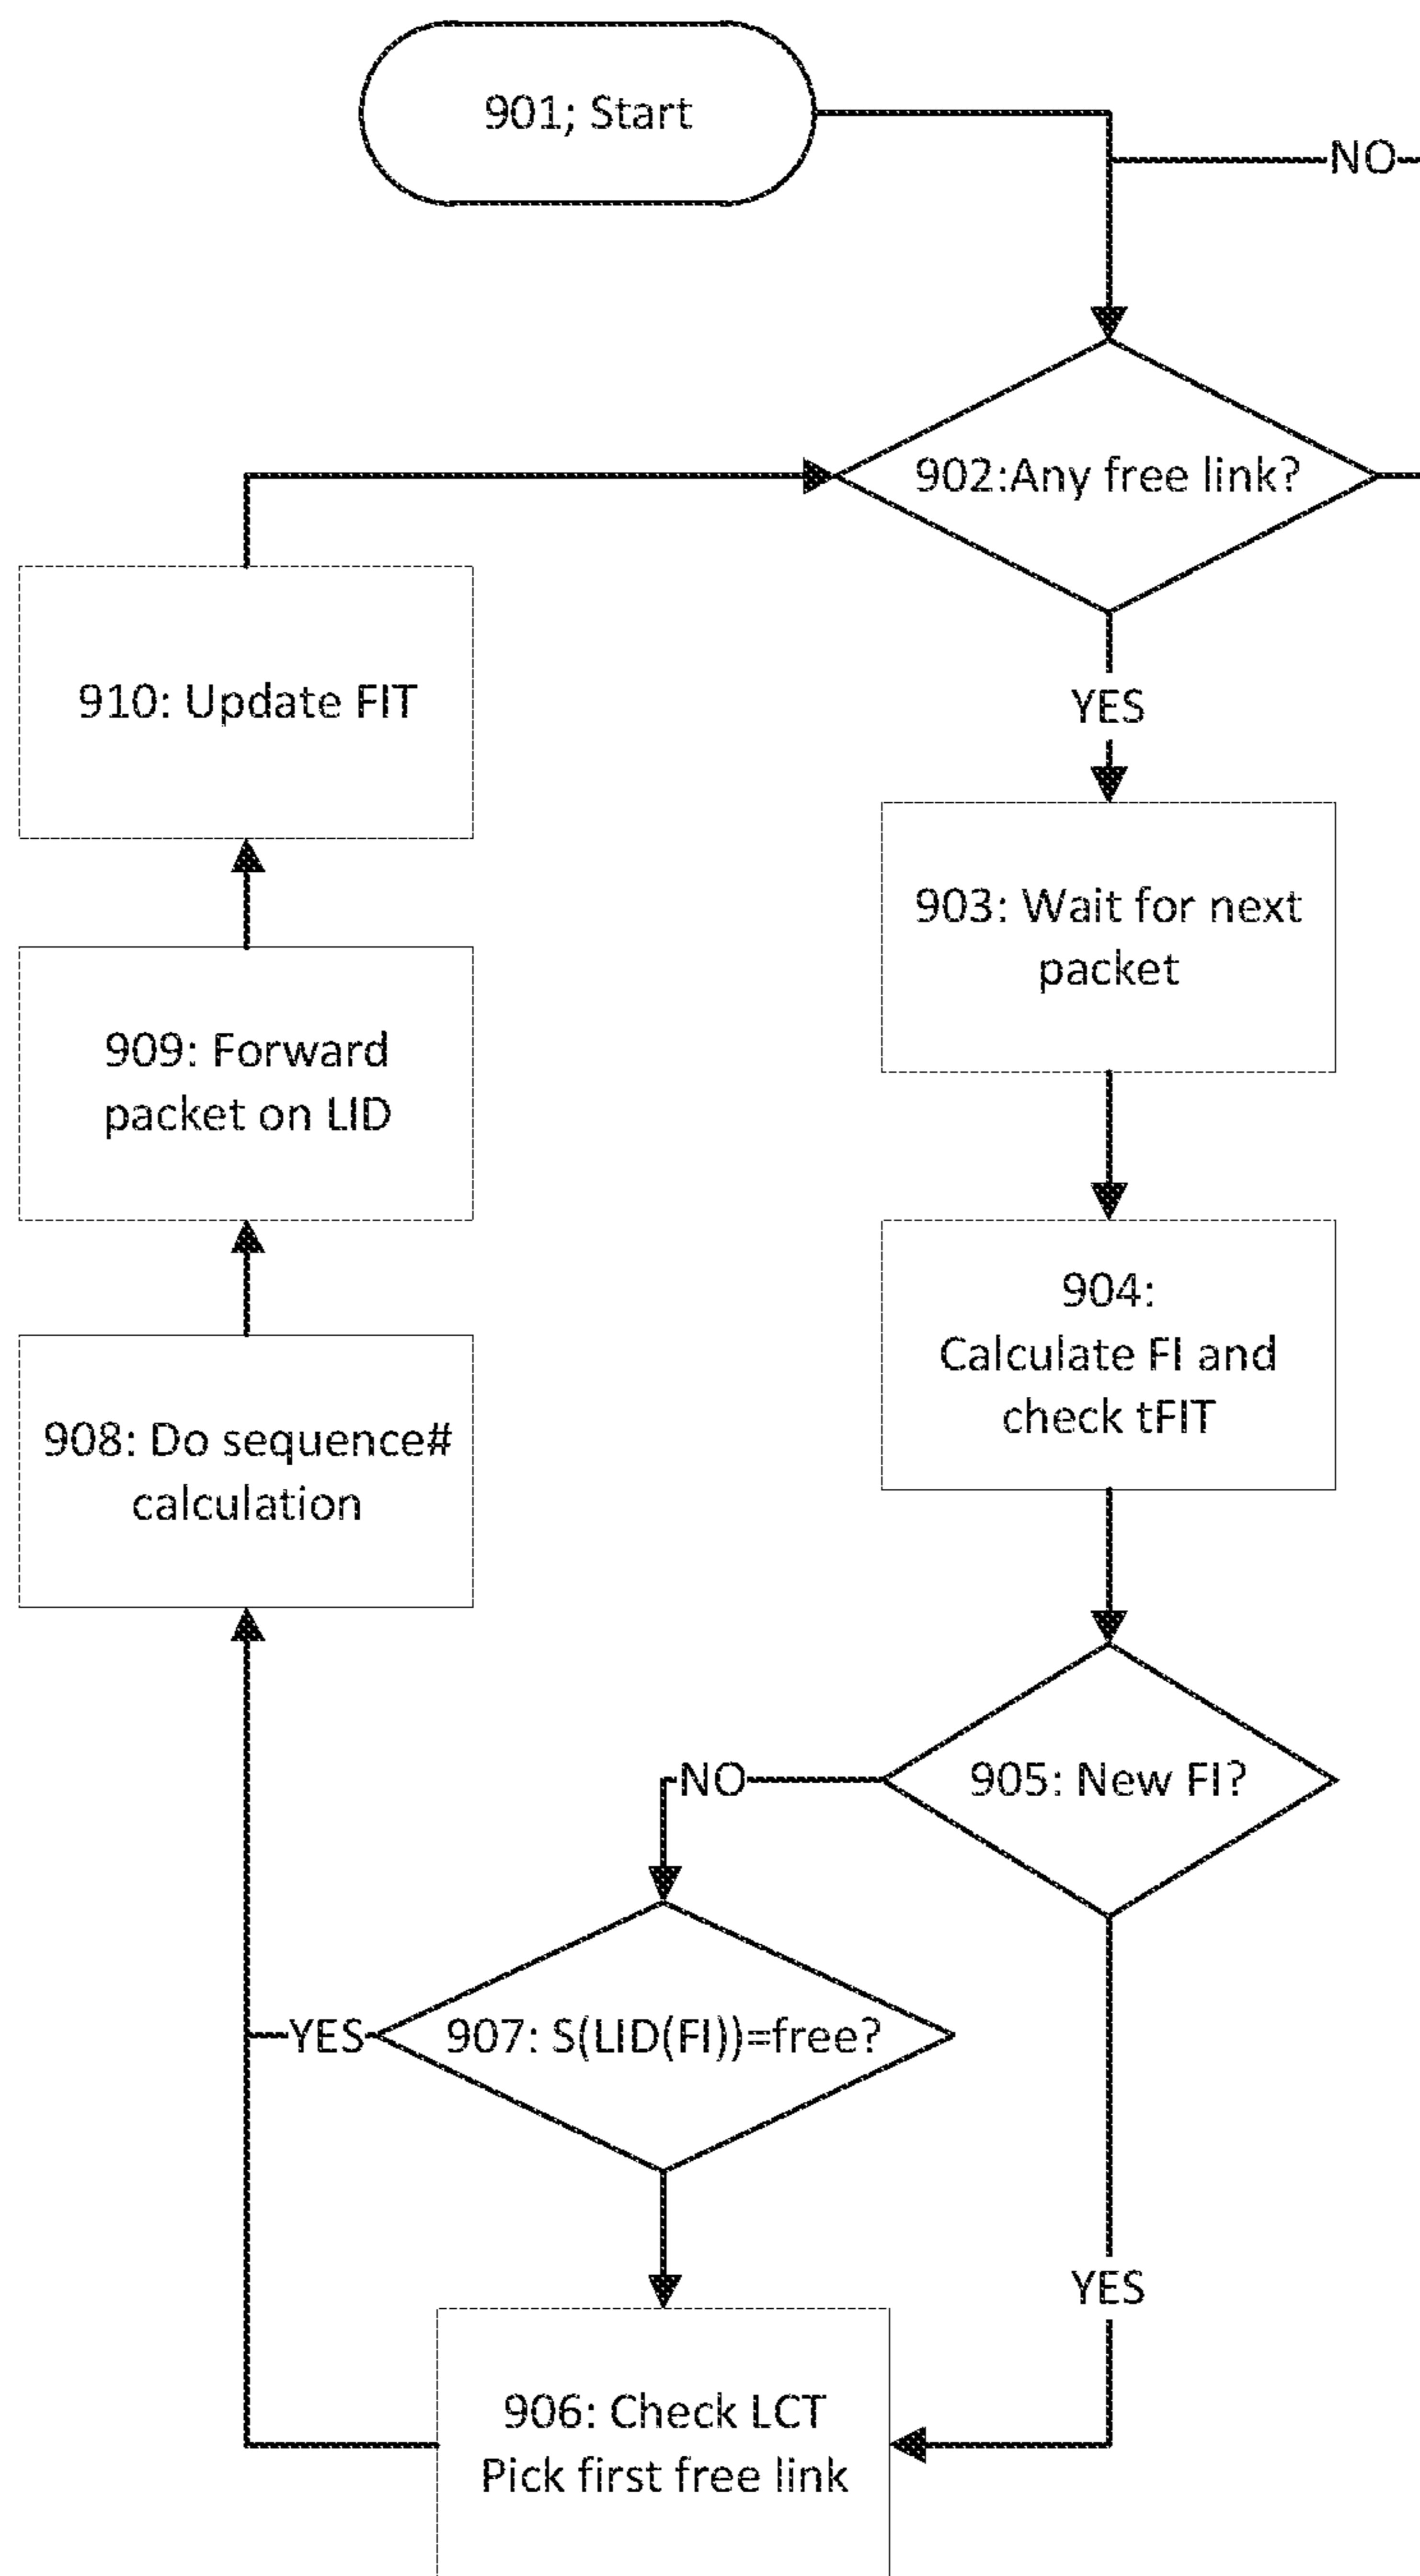 901; Start
NO
902:Any free link?
YES
910: Update FIT
903: Wait for next
packet
909: Forward
packet on LID
904:
Calculate FI and
check tFIT
908: Do sequence#
calculation
905: New FI?
NO
907: S(LID(FI))=free?
YES
YES
906: Check LCT
Pick first free link